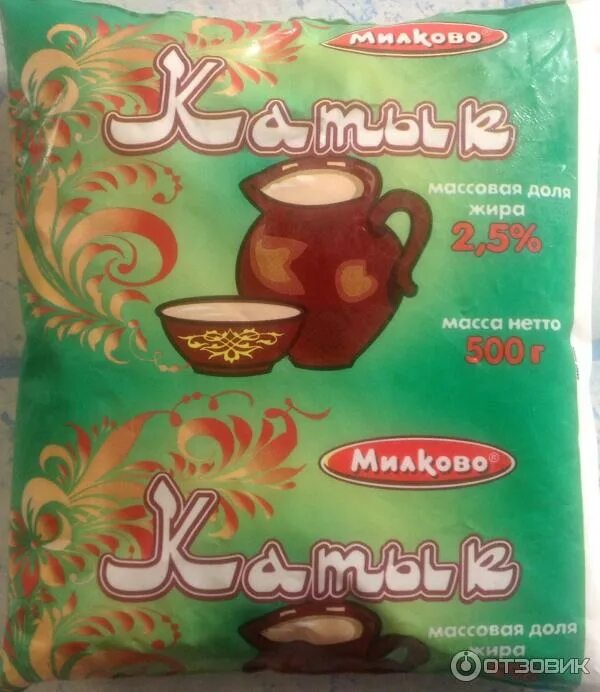 Милково®
Катык
массовая доля
жира
2,5%
масса нетто
500 г
Милково®
Катык
массовая доля
жира
ОТЗОВИК